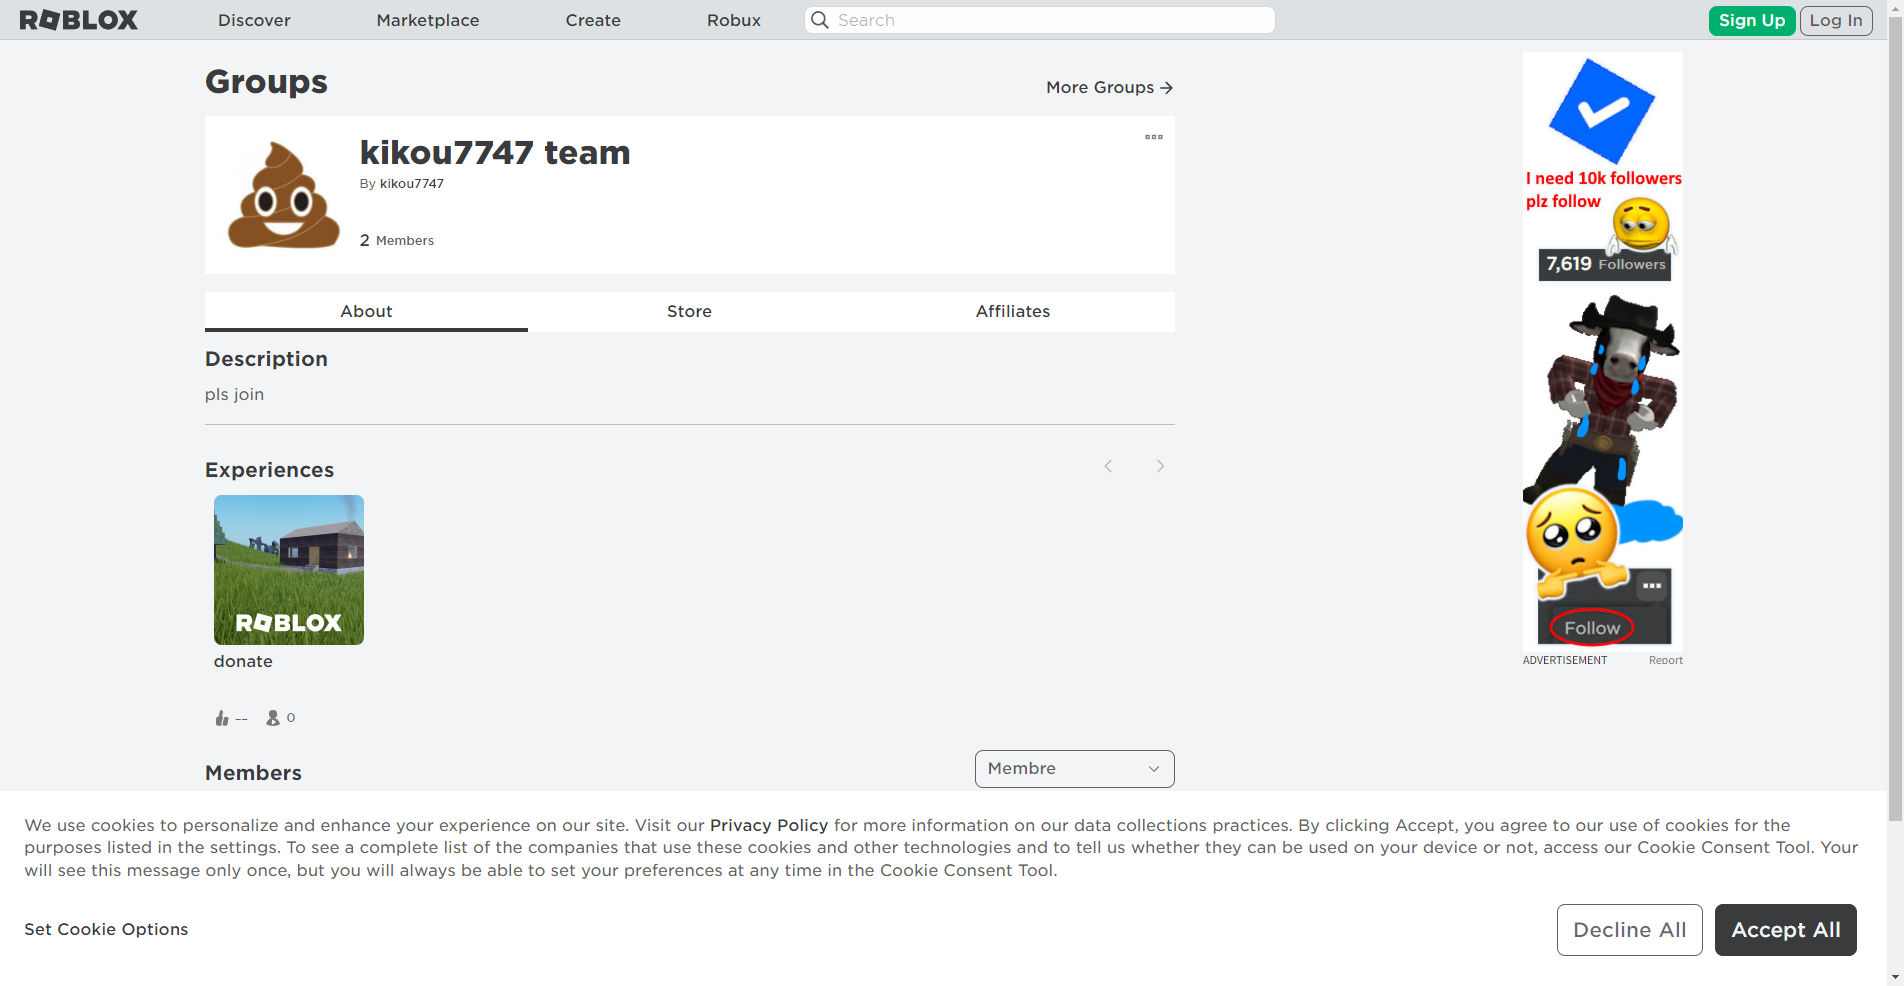 ROBLOX
Discover
Marketplace
Create
Robux
Search
Sign Up
Log In
Groups
More Groups
kikou7747 team
By kikou7747
2 Members
About
Store
Affiliates
Description
pls join
Experiences
ROBLOX
donate
--
0
Members
Membre
I need 10k followers
plz follow
7,619 Followers
Follow
ADVERTISEMENT
Report
We use cookies to personalize and enhance your experience on our site. Visit our Privacy Policy for more information on our data collections practices. By clicking Accept, you agree to our use of cookies for the
purposes listed in the settings. To see a complete list of the companies that use these cookies and other technologies and to tell us whether they can be used on your device or not, access our Cookie Consent Tool. Your
will see this message only once, but you will always be able to set your preferences at any time in the Cookie Consent Tool.
Set Cookie Options
Decline All
Accept All